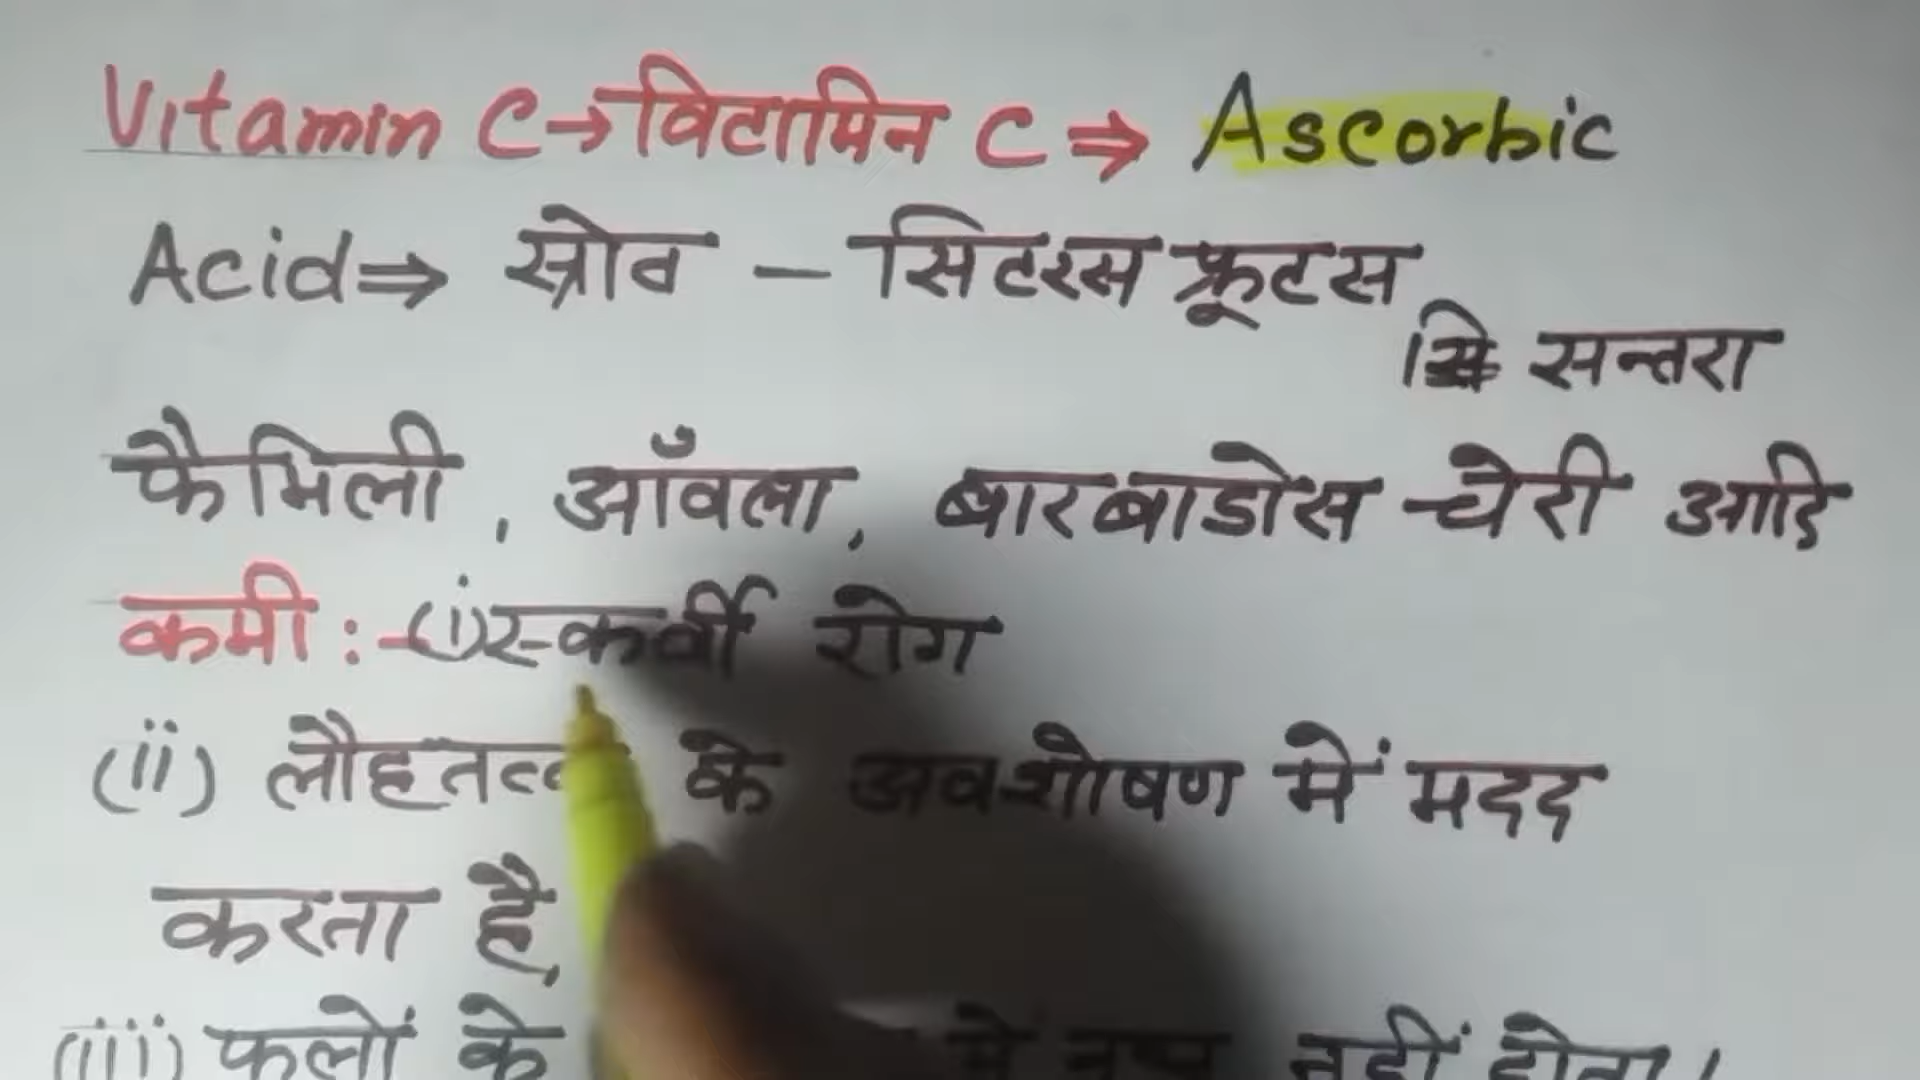 Vitamin C→विटामिन C ⇒ Ascorbic
Acid⇒ स्रोत – सिटरस फ्रूटस
सन्तरा
फैमिली, आँवला, बारबाडोस चेरी आदि
कमी :-(i)स्कर्वी रोग
(ii) लौहतत्व के अवशोषण में मदद
करता है,
(iii) फलों के में नष्ट नहीं होता।